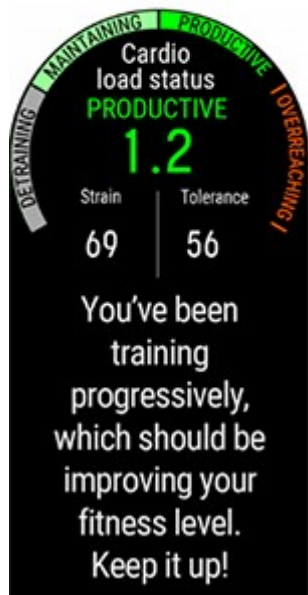 DETRAINING
MAINTAINING
PRODUCTIVE
OVERREACHING
Cardio
load status
PRODUCTIVE
1.2
Strain
Tolerance
69
56
You've been
training
progressively,
which should be
improving your
fitness level.
Keep it up!